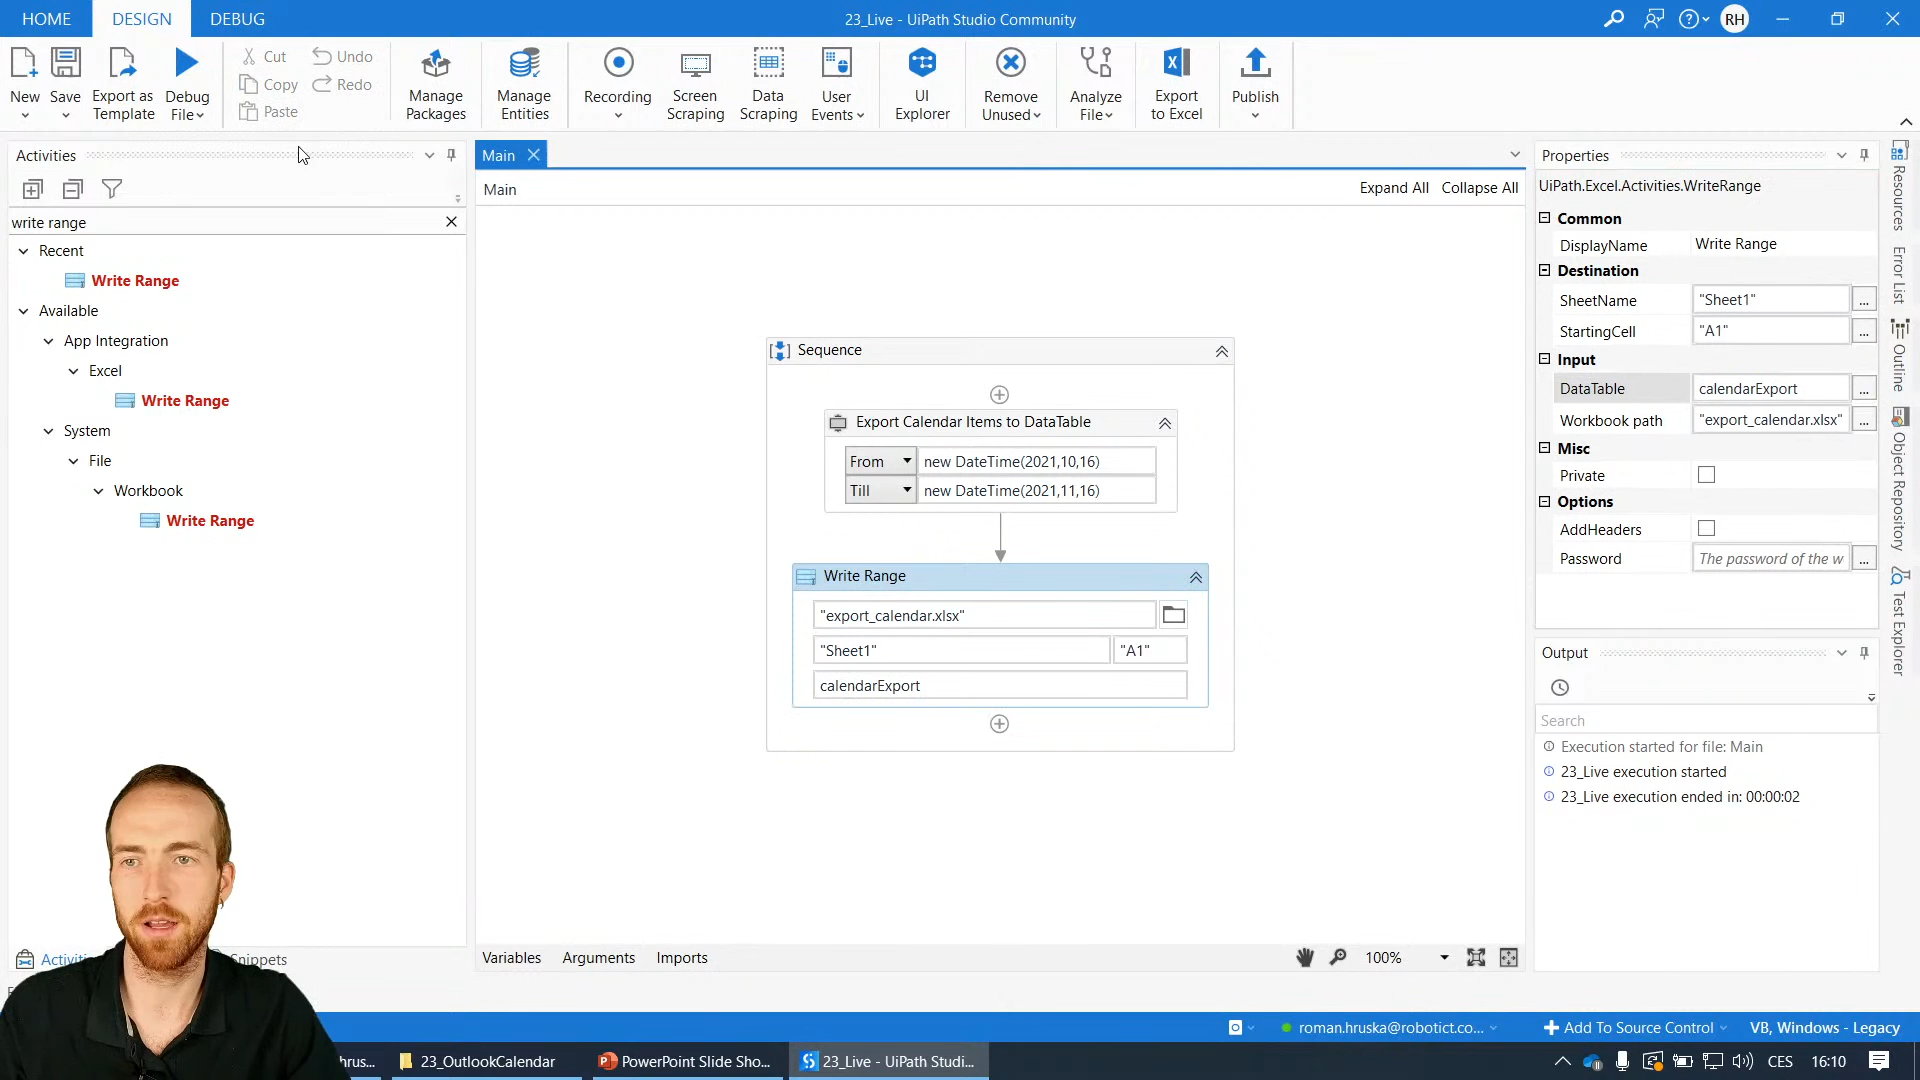 HOME DESIGN DEBUG 23_Live - UiPath Studio Community RH
New Save Export as Template Debug File Cut Copy Paste Undo Redo Manage Packages Manage Entities Recording Screen Scraping Data Scraping User Events UI Explorer Remove Unused Analyze File Export to Excel Publish
Activities
write range
Recent
Write Range
Available
App Integration
Excel
Write Range
System
File
Workbook
Write Range
Snippets
Main
Main Expand All Collapse All
Sequence
Export Calendar Items to DataTable
From new DateTime(2021,10,16)
Till new DateTime(2021,11,16)
Write Range
"export_calendar.xlsx"
"Sheet1" "A1"
calendarExport
Variables Arguments Imports 100%
Properties
UiPath.Excel.Activities.WriteRange
Common
DisplayName Write Range
Destination
SheetName "Sheet1" ...
StartingCell "A1" ...
Input
DataTable calendarExport ...
Workbook path "export_calendar.xlsx" ...
Misc
Private
Options
AddHeaders
Password The password of the w ...
Output
Search
Execution started for file: Main
23_Live execution started
23_Live execution ended in: 00:00:02
Resources
Error List
Outline
Object Repository
Test Explorer
roman.hruska@robotict.co... Add To Source Control VB, Windows - Legacy
hrus... 23_OutlookCalendar PowerPoint Slide Sho... 23_Live - UiPath Studi... CES 16:10